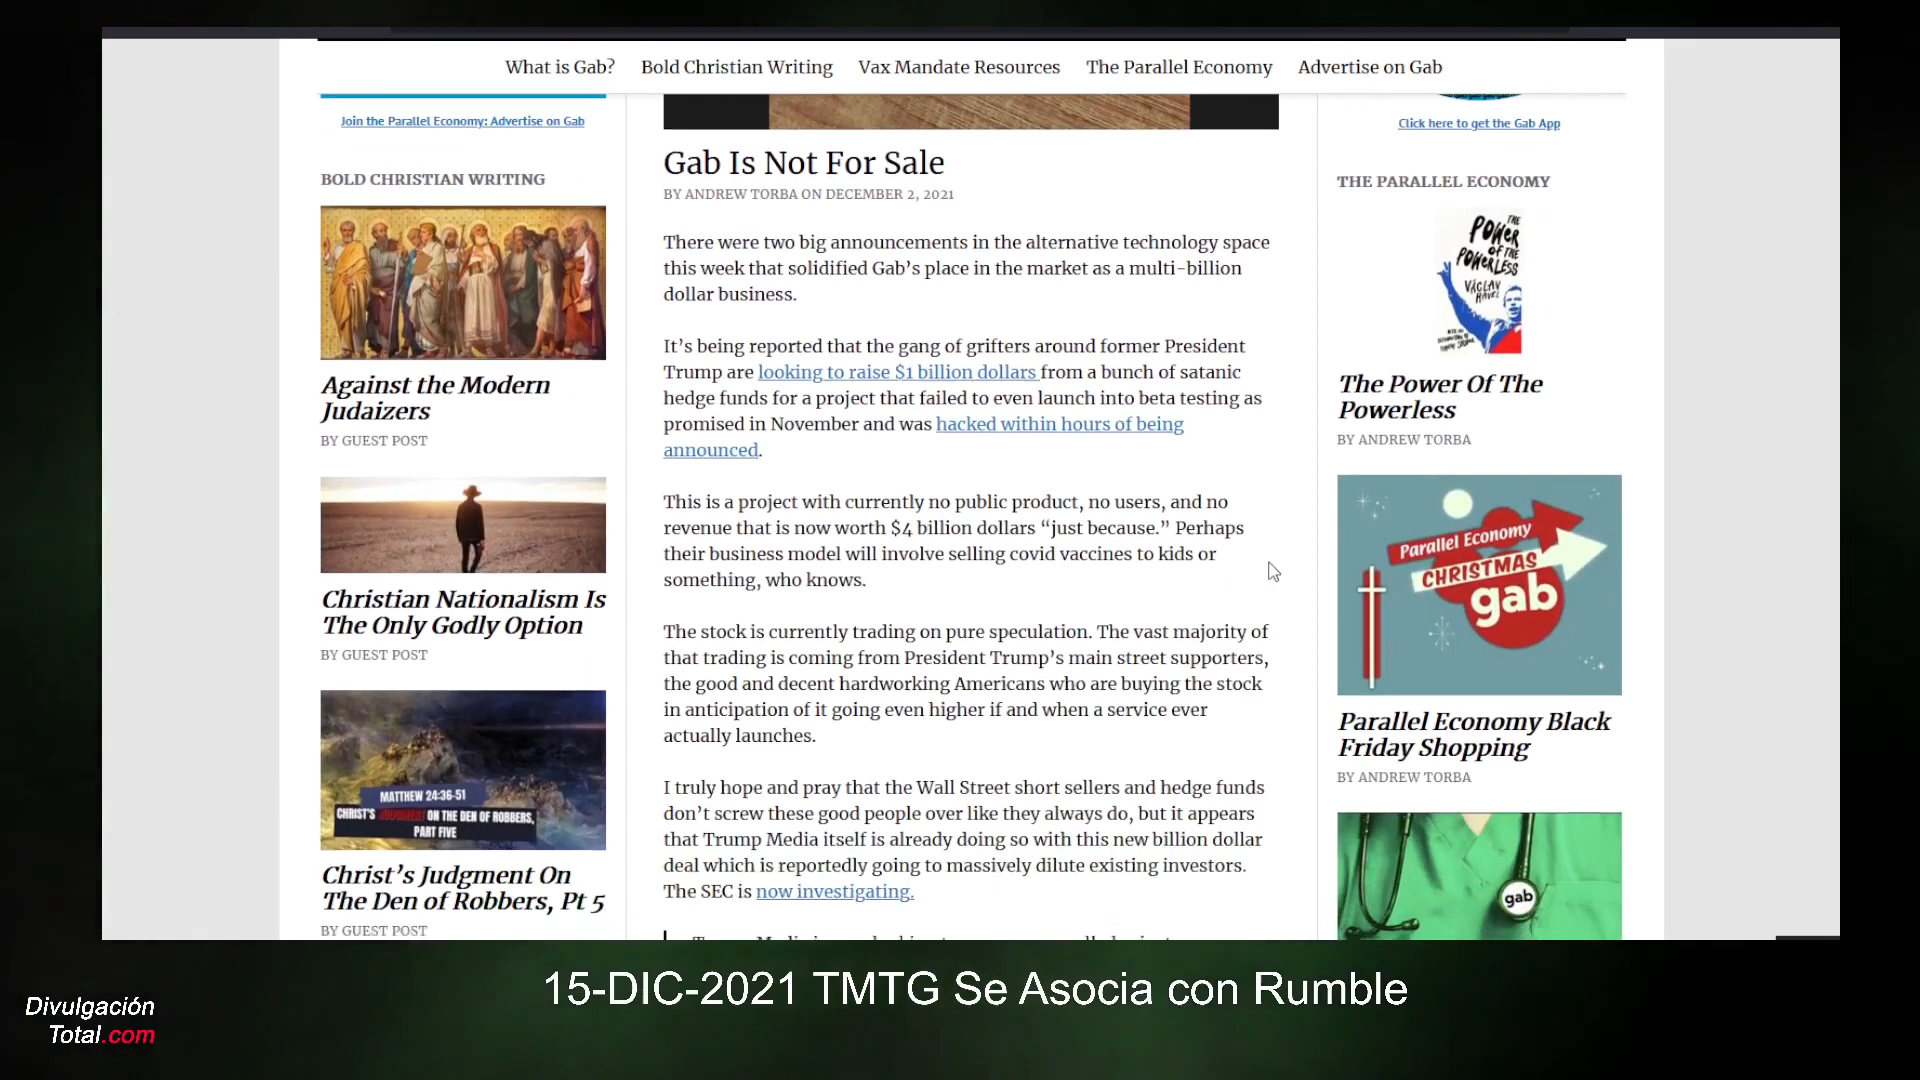 What is Gab? Bold Christian Writing Vax Mandate Resources The Parallel Economy Advertise on Gab
Join the Parallel Economy: Advertise on Gab
BOLD CHRISTIAN WRITING
Against the Modern
Judaizers
BY GUEST POST
Christian Nationalism Is
The Only Godly Option
BY GUEST POST
MATTHEW 24:36-51
CHRIST'S JUDGMENT ON THE DEN OF ROBBERS,
PART FIVE
Christ's Judgment On
The Den of Robbers, Pt 5
BY GUEST POST
Gab Is Not For Sale
BY ANDREW TORBA ON DECEMBER 2, 2021
There were two big announcements in the alternative technology space
this week that solidified Gab's place in the market as a multi-billion
dollar business.
It's being reported that the gang of grifters around former President
Trump are looking to raise $1 billion dollars from a bunch of satanic
hedge funds for a project that failed to even launch into beta testing as
promised in November and was hacked within hours of being
announced.
This is a project with currently no public product, no users, and no
revenue that is now worth $4 billion dollars “just because.” Perhaps
their business model will involve selling covid vaccines to kids or
something, who knows.
The stock is currently trading on pure speculation. The vast majority of
that trading is coming from President Trump's main street supporters,
the good and decent hardworking Americans who are buying the stock
in anticipation of it going even higher if and when a service ever
actually launches.
I truly hope and pray that the Wall Street short sellers and hedge funds
don't screw these good people over like they always do, but it appears
that Trump Media itself is already doing so with this new billion dollar
deal which is reportedly going to massively dilute existing investors.
The SEC is now investigating.
Click here to get the Gab App
THE PARALLEL ECONOMY
THE
POWER
OF THE
POWERLESS
VÁCLAV
HAVEL
The Power Of The
Powerless
BY ANDREW TORBA
Parallel Economy
CHRISTMAS
gab
Parallel Economy Black
Friday Shopping
BY ANDREW TORBA
gab
15-DIC-2021 TMTG Se Asocia con Rumble
Divulgación
Total.com